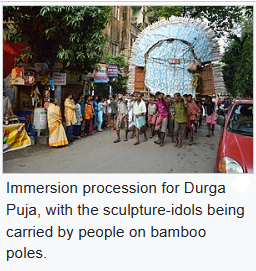 Immersion procession for Durga
Puja, with the sculpture-idols being
carried by people on bamboo
poles.